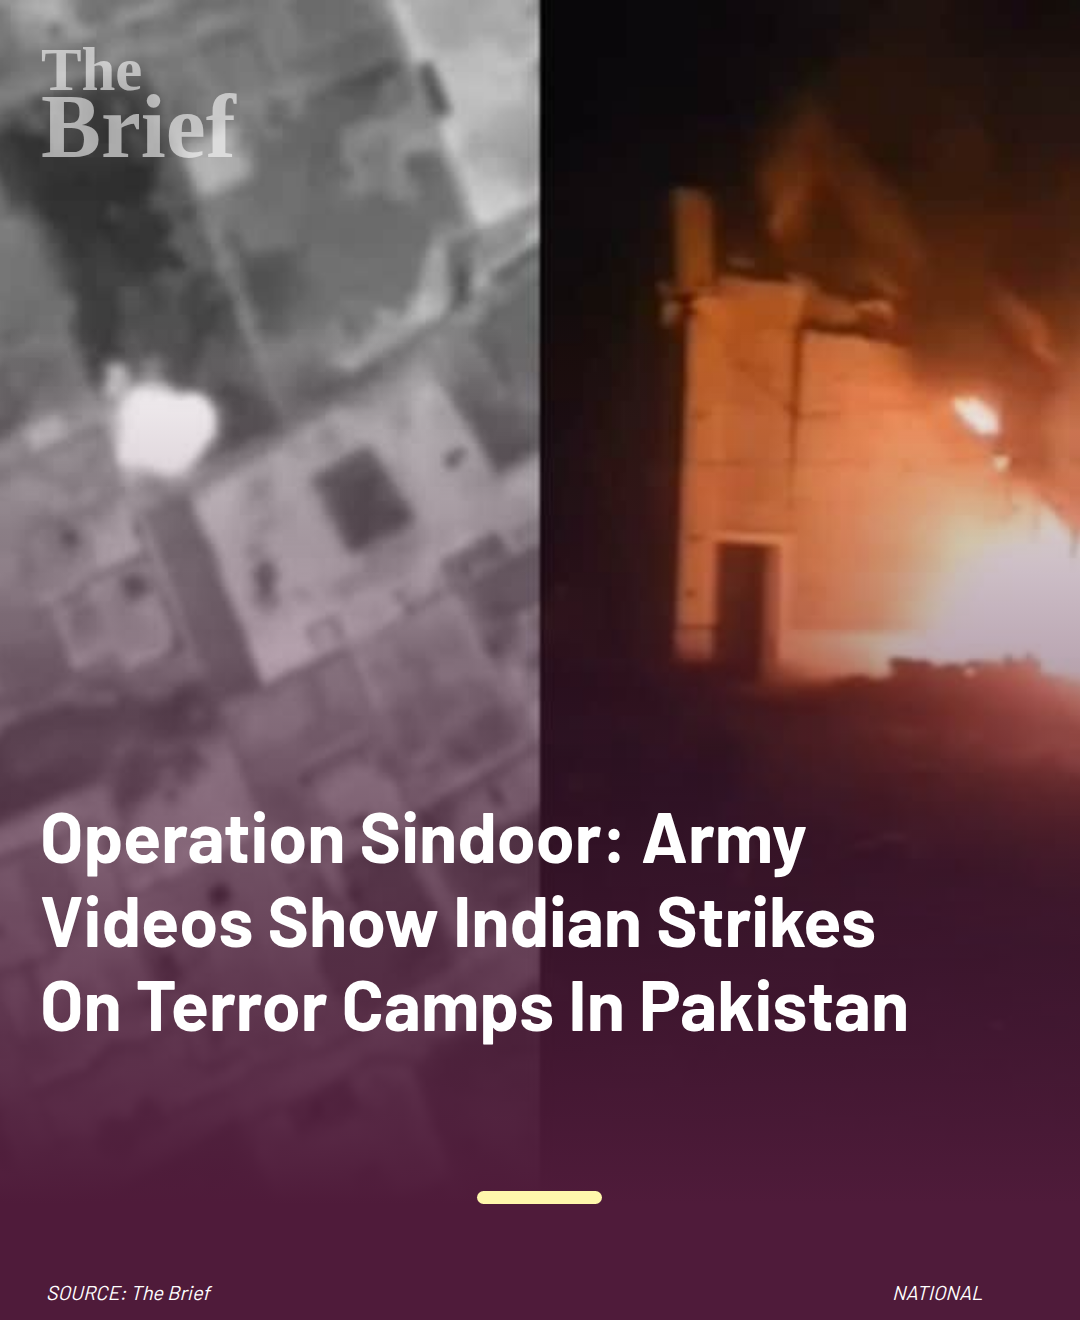 The
Brief
Operation Sindoor: Army
Videos Show Indian Strikes
On Terror Camps In Pakistan
SOURCE: The Brief
NATIONAL